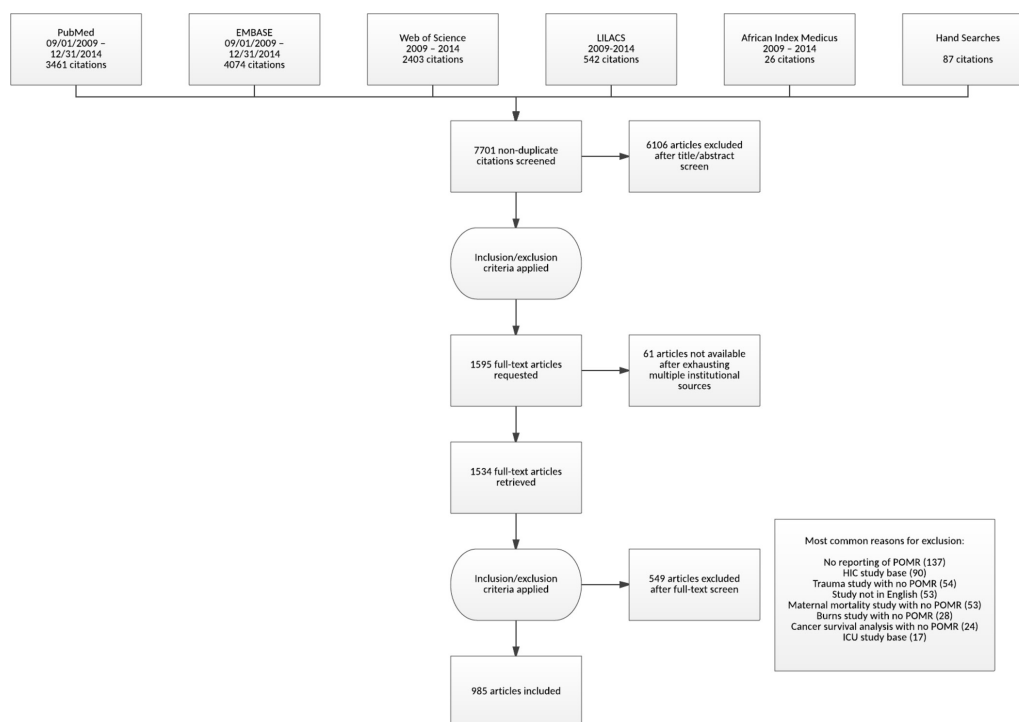 PubMed
09/01/2009 –
12/31/2014
3461 citations
EMBASE
09/01/2009 –
12/31/2014
4074 citations
Web of Science
2009 – 2014
2403 citations
LILACS
2009-2014
542 citations
African Index Medicus
2009 – 2014
26 citations
Hand Searches
87 citations
7701 non-duplicate
citations screened
6106 articles excluded
after title/abstract
screen
Inclusion/exclusion
criteria applied
1595 full-text articles
requested
61 articles not available
after exhausting
multiple institutional
sources
1534 full-text articles
retrieved
Inclusion/exclusion
criteria applied
549 articles excluded
after full-text screen
Most common reasons for exclusion:
No reporting of POMR (137)
HIC study base (90)
Trauma study with no POMR (54)
Study not in English (53)
Maternal mortality study with no POMR (53)
Burns study with no POMR (28)
Cancer survival analysis with no POMR (24)
ICU study base (17)
985 articles included